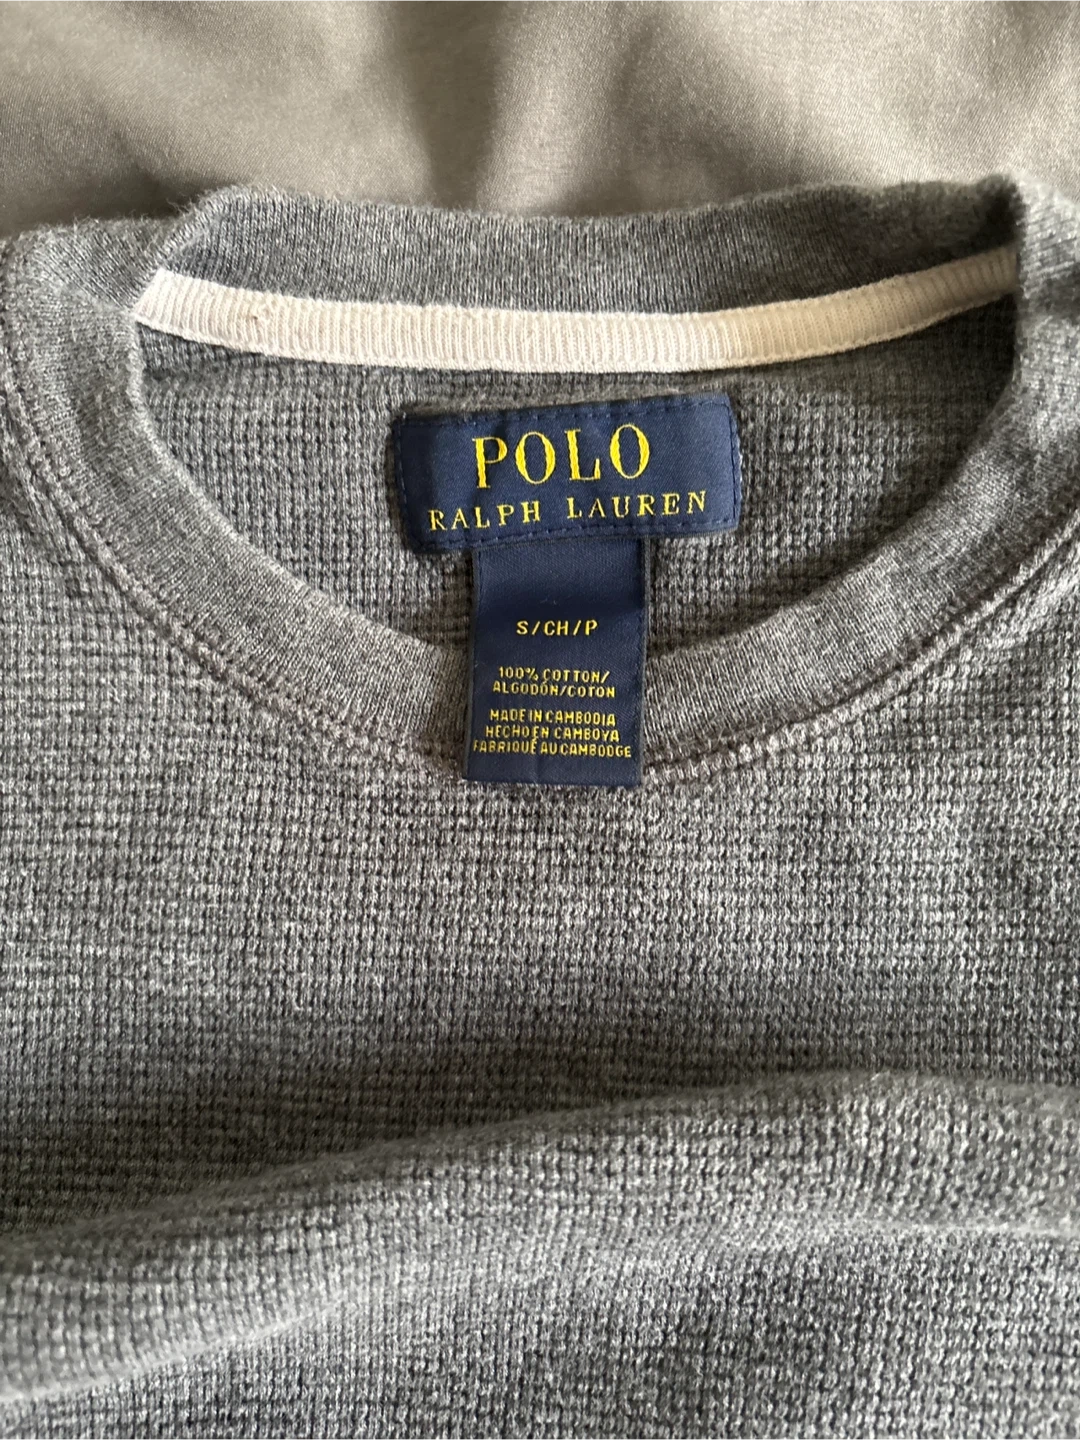 POLO
RALPH LAUREN
S/CH/P
100% COTTON/
ALGODÓN/COTON
MADE IN CAMBODIA
HECHO EN CAMBOYA
FABRIQUÉ AU CAMBODGE